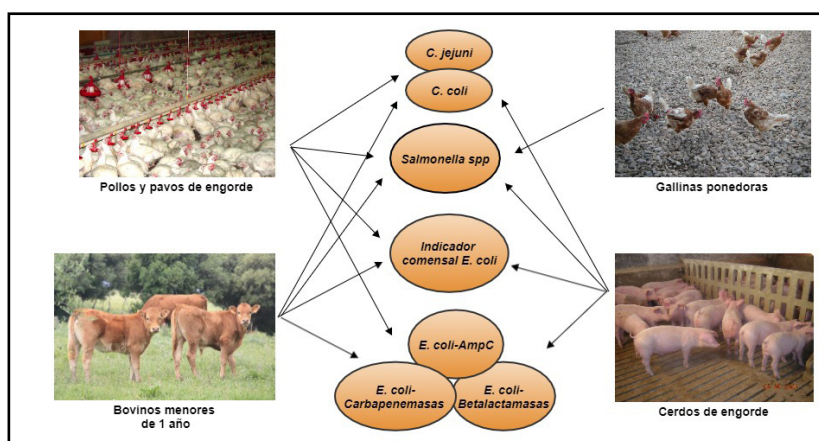 C. jejuni
C. coli
Salmonella spp
Pollos y pavos de engorde
Gallinas ponedoras
Indicador
comensal E. coli
E. coli-AmpC
E. coli-
Carbapenemasas
E. coli-
Betalactamasas
Bovinos menores
de 1 año
Cerdos de engorde